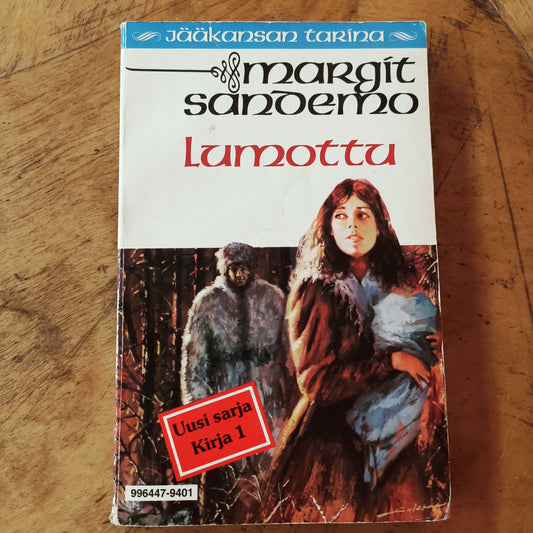 Jääkansan tarina
margit
sandemo
Lumottu
Uusi sarja
Kirja 1
996447-9401